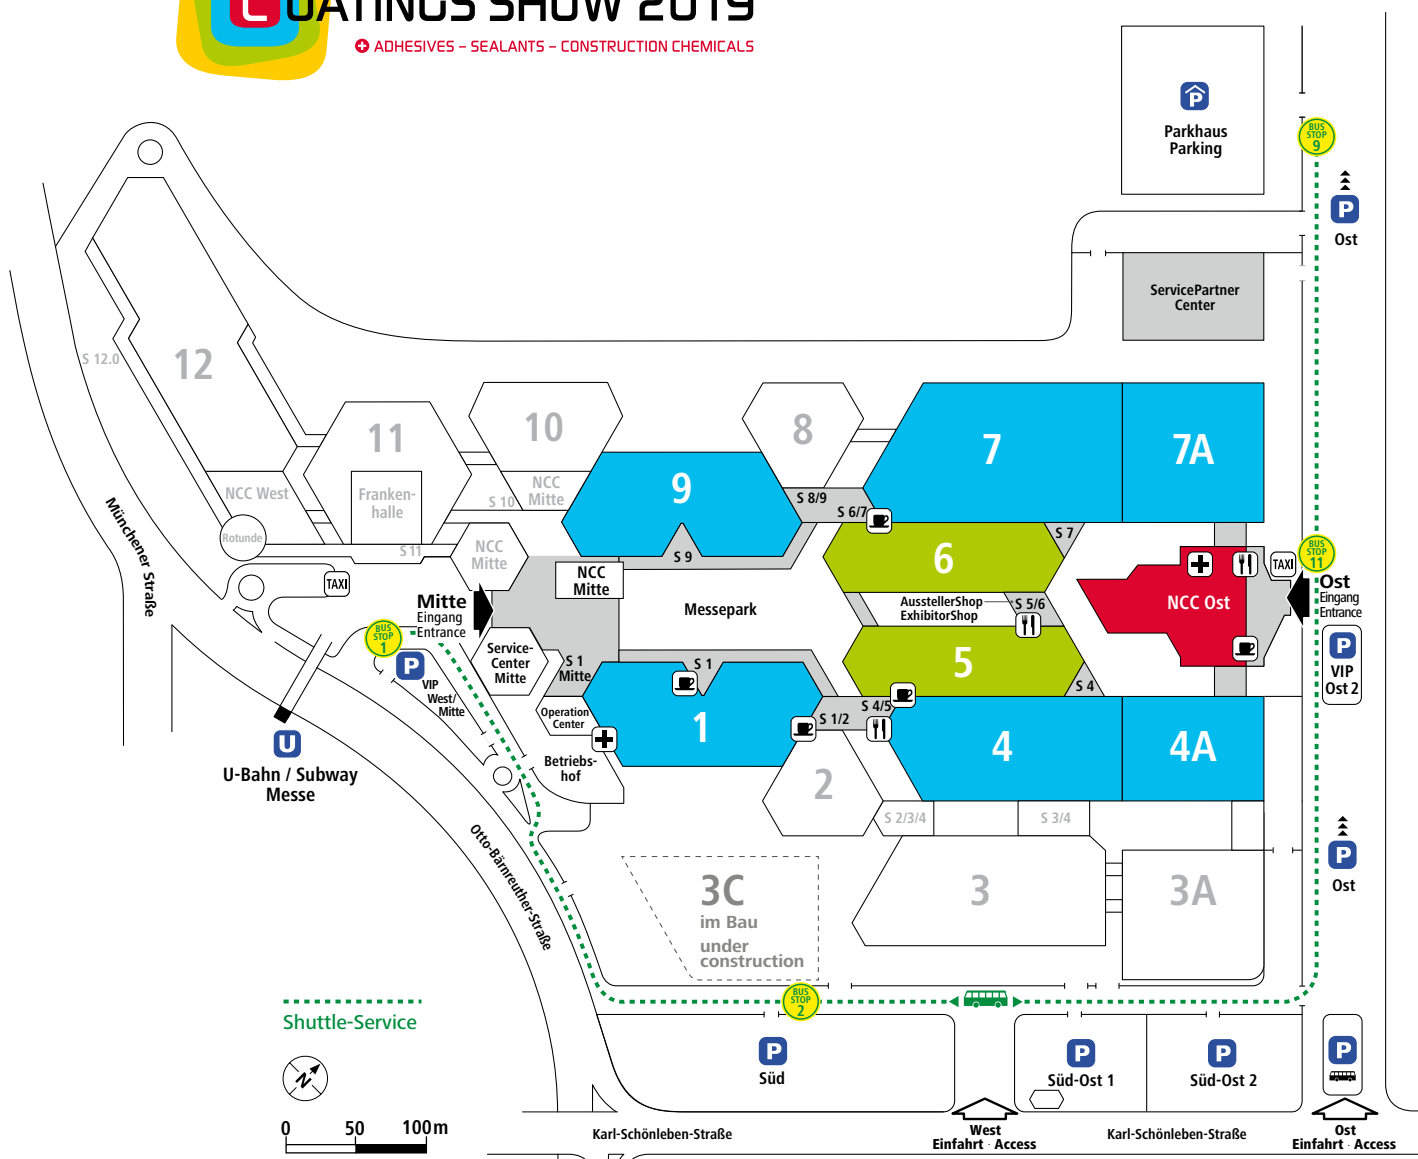 COATINGS SHOW 2019
ADHESIVES – SEALANTS – CONSTRUCTION CHEMICALS
P
Parkhaus
Parking
BUS
STOP
9
P
Ost
ServicePartner
Center
S 12.0
12
11
10
8
7
7A
NCC West
Franken-
halle
S 10
NCC
Mitte
9
S 8/9
S 6/7
Rotunde
S 11
NCC
Mitte
S 9
6
S 7
Münchener Straße
TAXI
NCC
Mitte
Messepark
AusstellerShop
ExhibitorShop
S 5/6
NCC Ost
TAXI
BUS
STOP
11
Ost
Eingang
Entrance
Mitte
Eingang
Entrance
BUS
STOP
1
P
VIP
West/
Mitte
Service-
Center
Mitte
S 1
Mitte
S 1
5
S 4
P
VIP
Ost 2
Operation
Center
1
S 1/2
S 4/5
4
4A
U
U-Bahn / Subway
Messe
Betriebs-
hof
2
S 2/3/4
S 3/4
Otto-Bärnreuther-Straße
3C
im Bau
under
construction
3
3A
P
Ost
BUS
STOP
2
Shuttle-Service
N
0 50 100m
P
Süd
P
Süd-Ost 1
P
Süd-Ost 2
P
Karl-Schönleben-Straße
West
Einfahrt · Access
Karl-Schönleben-Straße
Ost
Einfahrt · Access